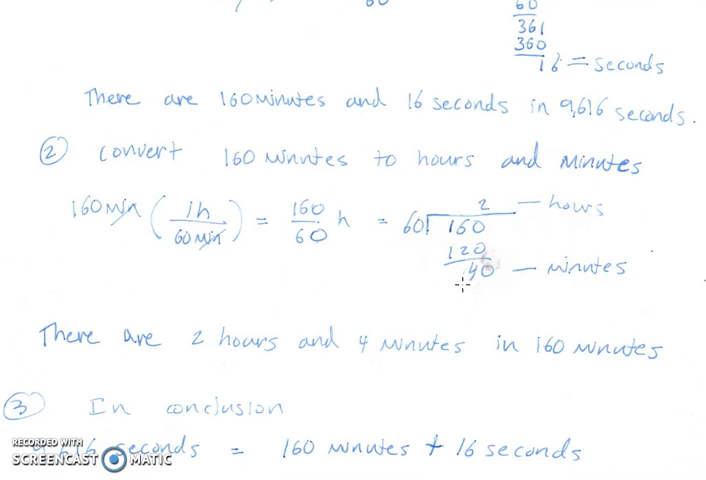 60
60
361
360
16 = seconds
There are 160 minutes and 16 seconds in 9,616 seconds.
② convert 160 minutes to hours and minutes
160 min ( 1h / 60 min ) = 160 / 60 h = 60 ) 160 2 — hours
120
40 — minutes
There are 2 hours and 4 minutes in 160 minutes
③ In conclusion
9,616 seconds = 160 minutes + 16 seconds
RECORDED WITH
SCREENCAST MATIC